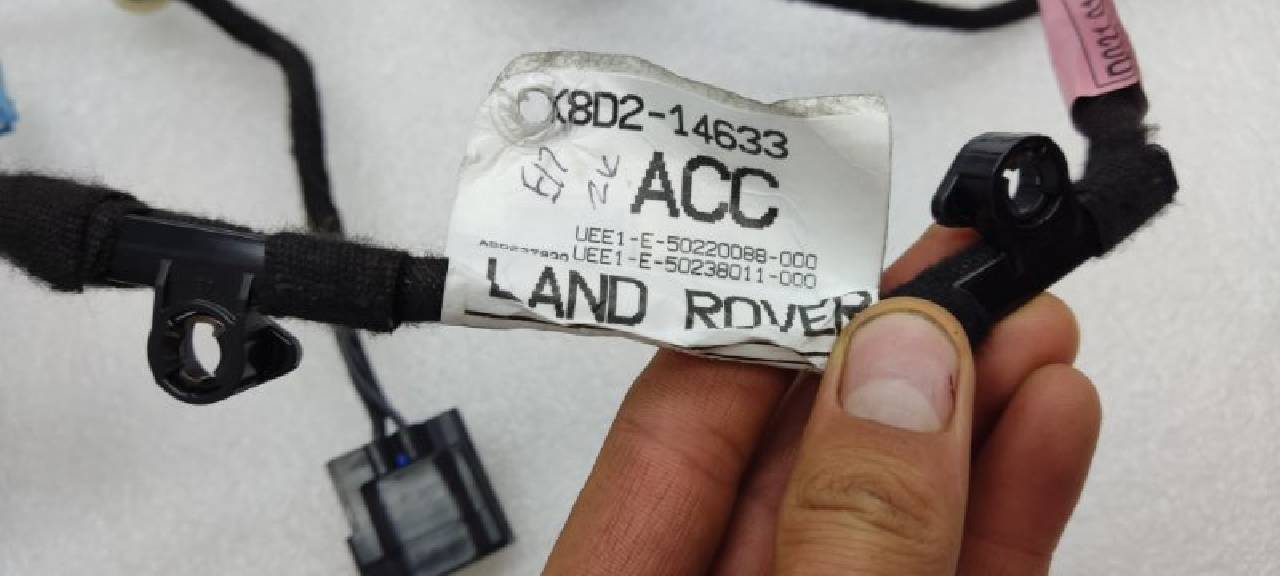 K8D2-14633
ACC
UEE1-E-50220088-000
UEE1-E-50238011-000
LAND ROVER